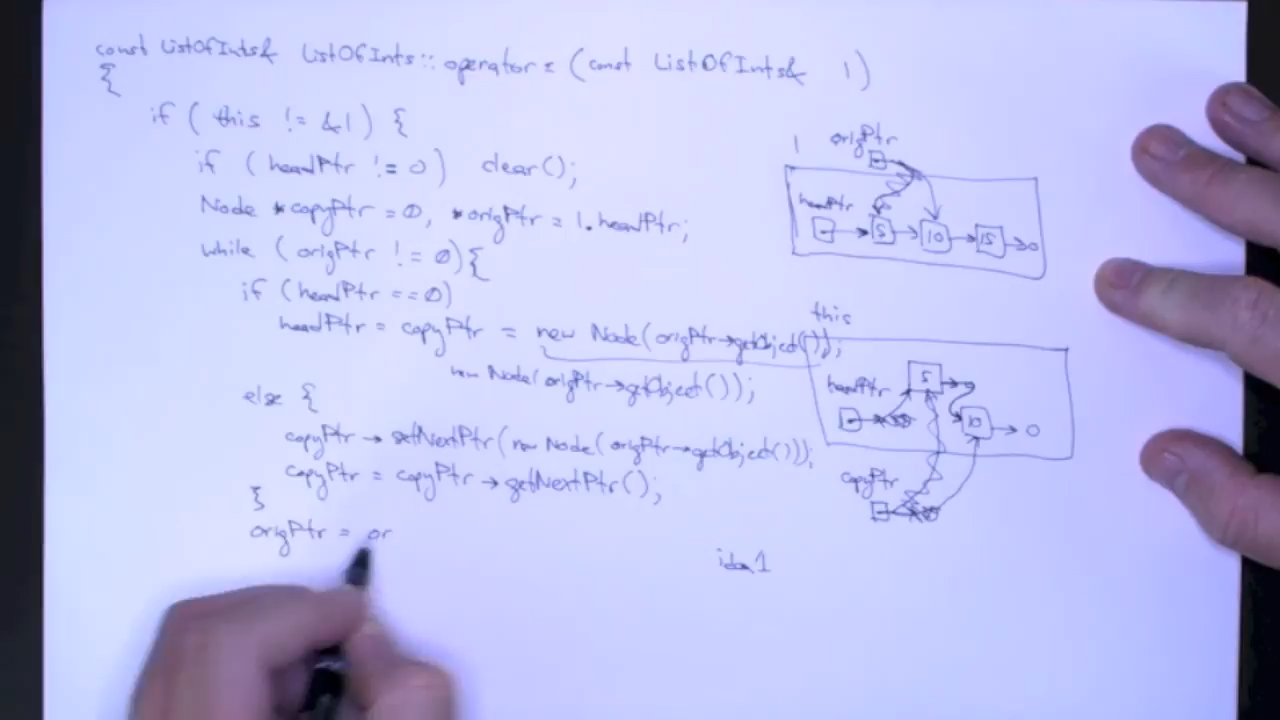 const ListOfInts& ListOfInts::operator= (const ListOfInts& l)
{
if ( this != &l ) {
if ( headPtr != 0 ) clear();
Node *copyPtr = 0, *origPtr = l.headPtr;
while ( origPtr != 0){
if (headPtr ==0)
headPtr = copyPtr = new Node(origPtr→getObject());
new Node(origPtr→getObject());
else {
copyPtr → setNextPtr(new Node( origPtr→getObject()));
copyPtr = copyPtr → getNextPtr();
}
origPtr = or
l
origPtr
headPtr
5
10
15
0
this
headPtr
5
10
0
copyPtr